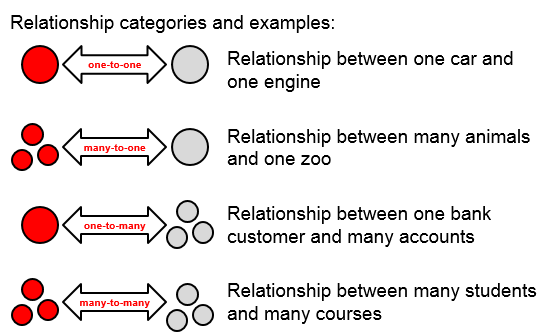 Relationship categories and examples:
one-to-one
Relationship between one car and
one engine
many-to-one
Relationship between many animals
and one zoo
one-to-many
Relationship between one bank
customer and many accounts
many-to-many
Relationship between many students
and many courses